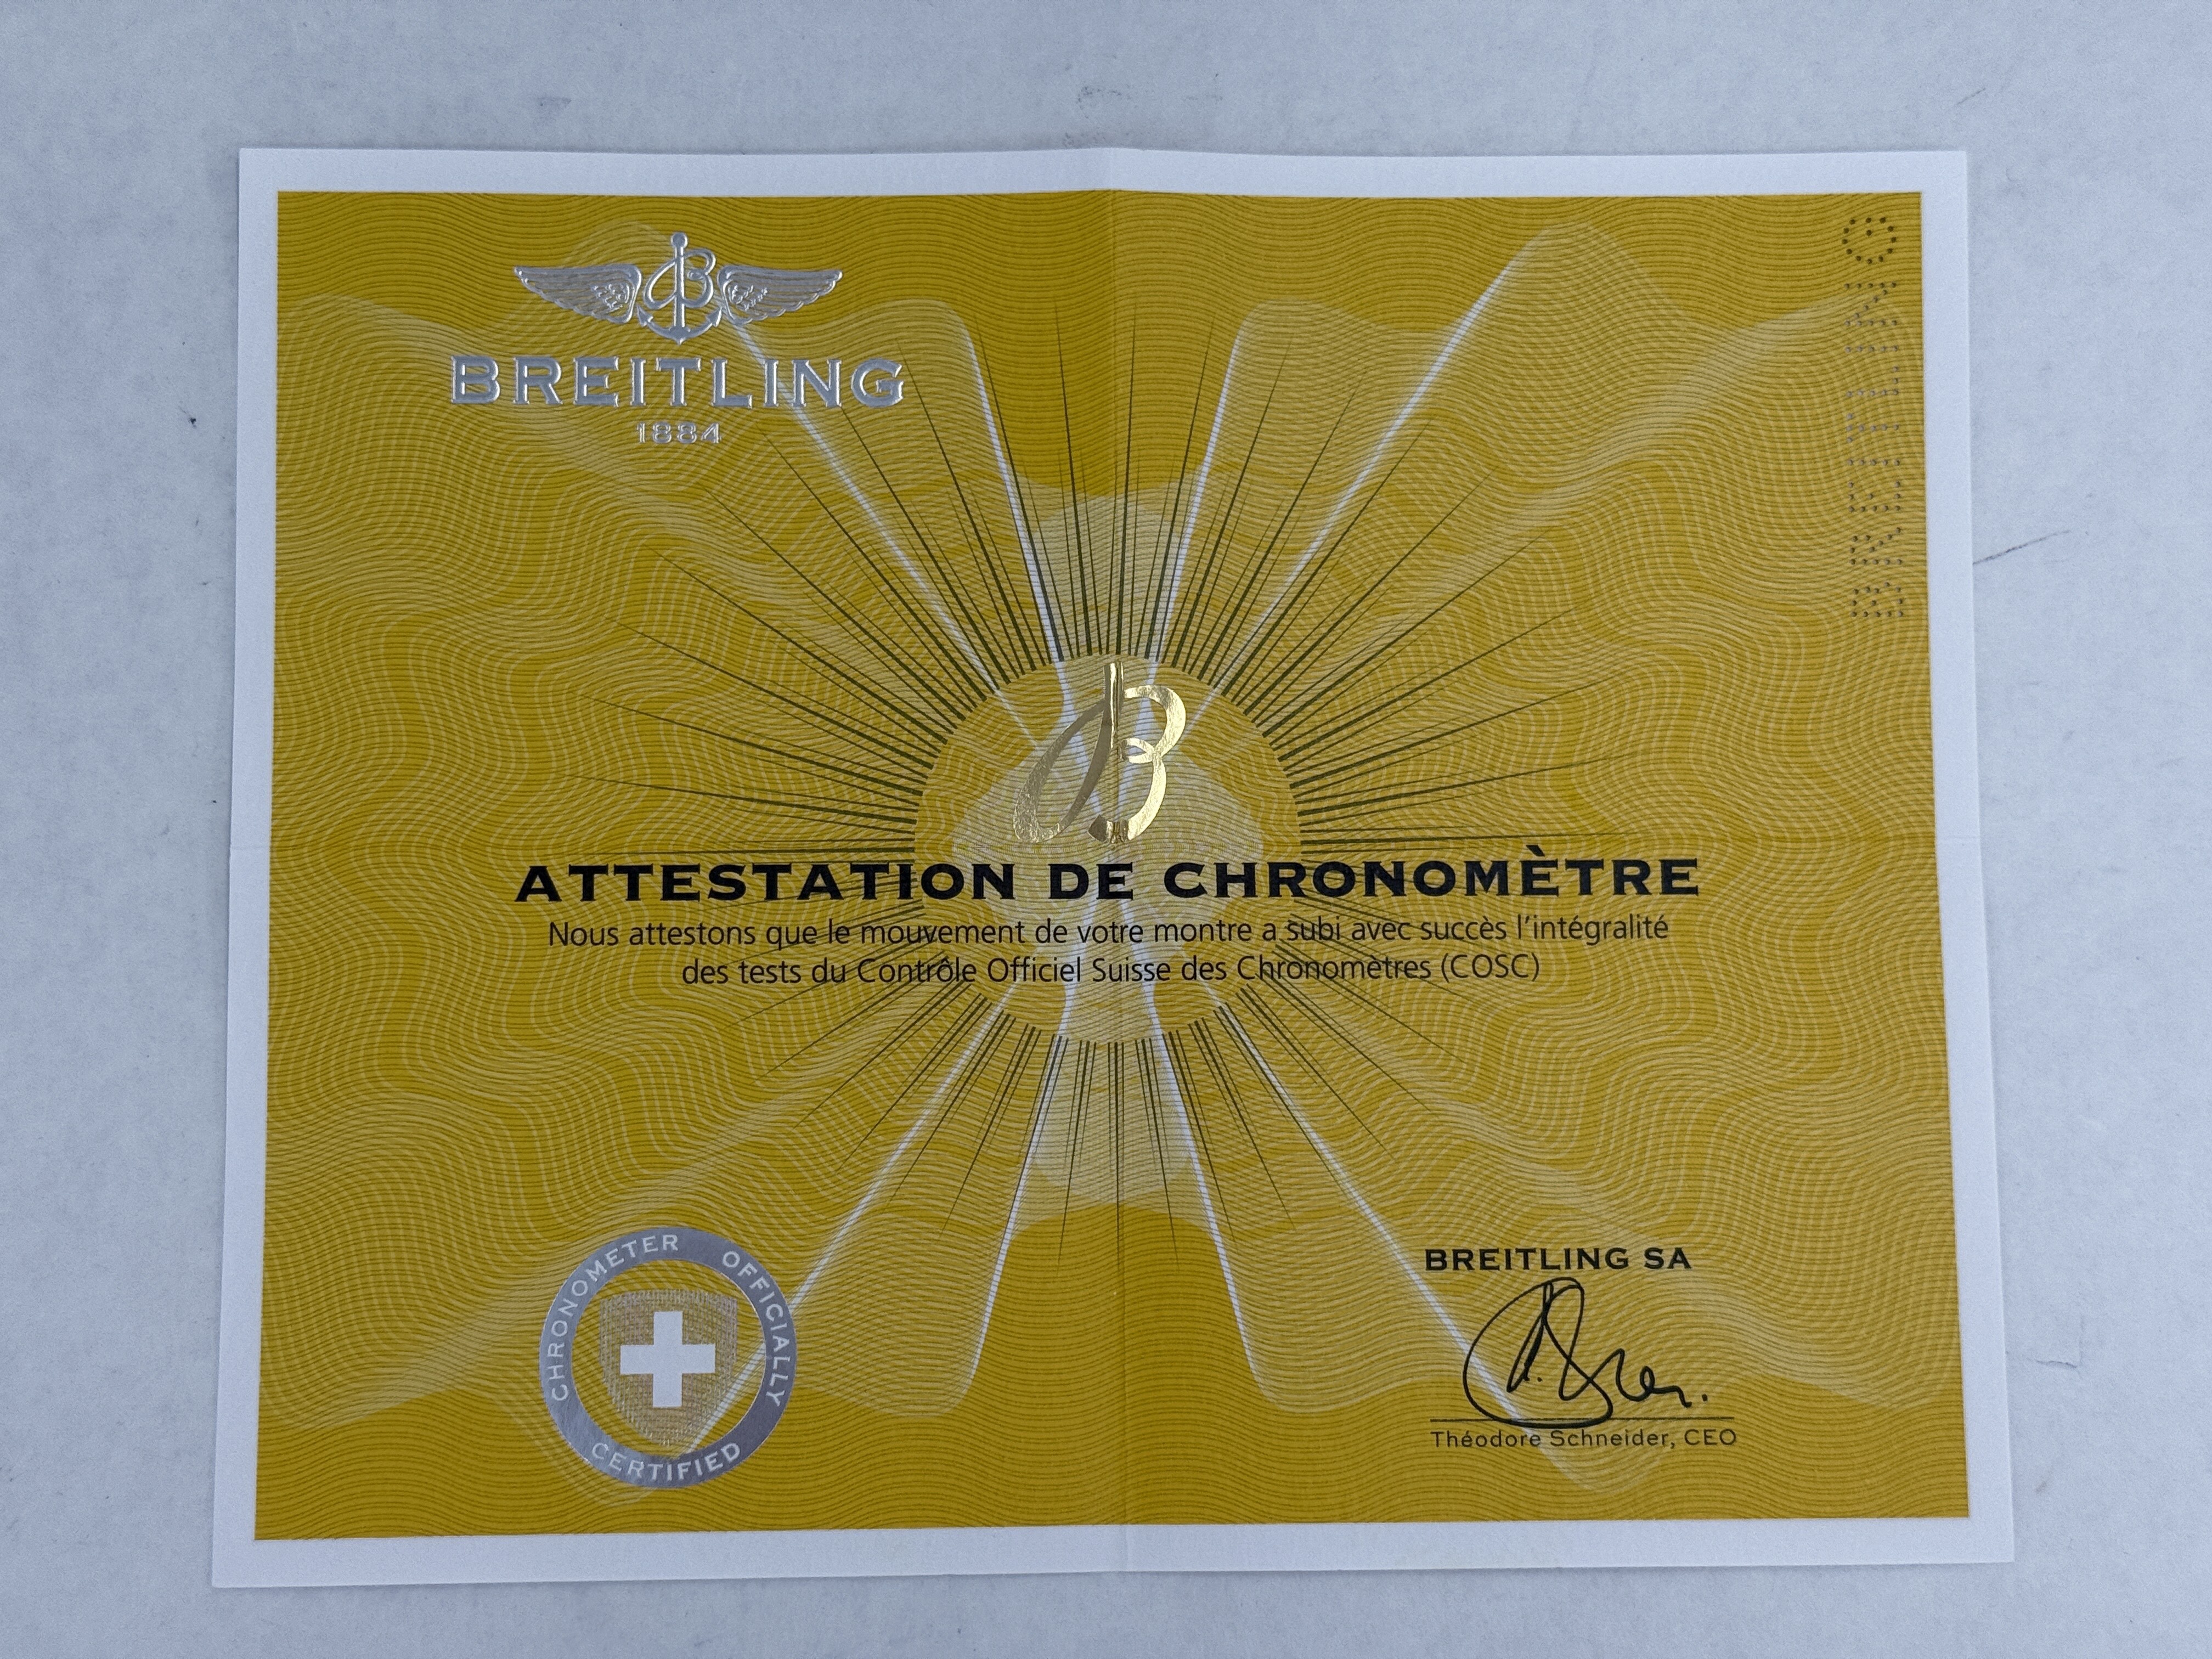 BREITLING
1884
BREITLING
B
ATTESTATION DE CHRONOMÈTRE
Nous attestons que le mouvement de votre montre a subi avec succès l'intégralité
des tests du Contrôle Officiel Suisse des Chronomètres (COSC)
CHRONOMETER OFFICIALLY
CERTIFIED
BREITLING SA
Théodore Schneider, CEO